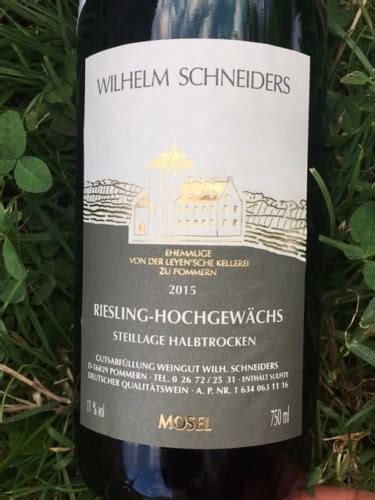 WILHELM SCHNEIDERS
EHEMALIGE
VON DER LEYEN'SCHE KELLEREI
ZU POMMERN
2015
RIESLING-HOCHGEWÄCHS
STEILLAGE HALBTROCKEN
GUTSABFÜLLUNG WEINGUT WILH. SCHNEIDERS
D-56829 POMMERN - TEL. 0 26 72 / 25 31 - ENTHÄLT SULFITE
DEUTSCHER QUALITÄTSWEIN - A. P. NR. 1 634 063 11 16
11 % vol MOSEL 750 ml